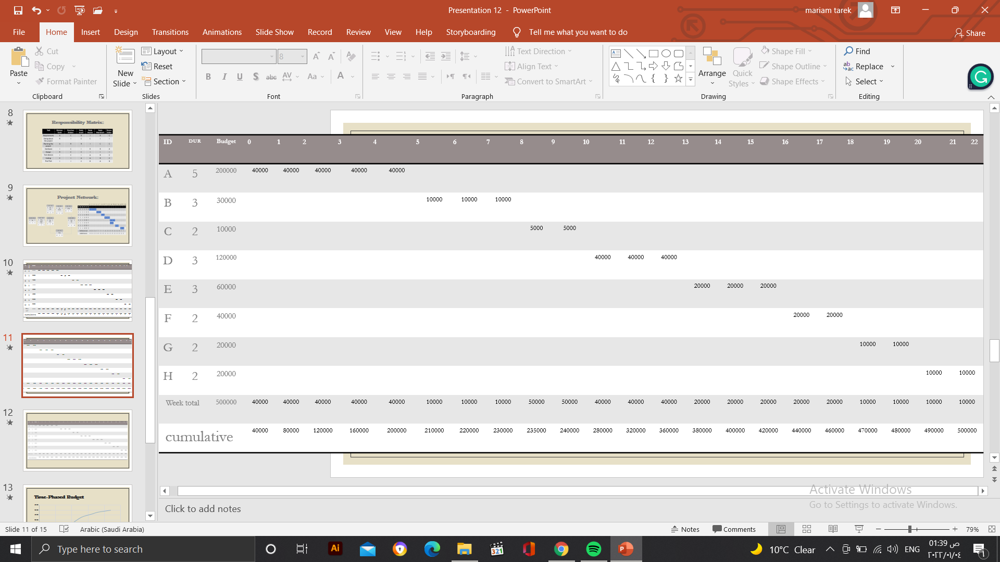 Presentation 12 - PowerPoint
mariam tarek
File Home Insert Design Transitions Animations Slide Show Record Review View Help Storyboarding Tell me what you want to do Share
Paste
Cut
Copy
Format Painter
Clipboard
New Slide
Layout
Reset
Section
Slides
8
B I U S abc AV Aa A
Font
Text Direction
Align Text
Convert to SmartArt
Paragraph
Arrange
Quick Styles
Shape Fill
Shape Outline
Shape Effects
Drawing
Find
Replace
Select
Editing
8
Responsibility Matrix:
9
Project Network:
10
11
12
13
Time-Phased Budget
ID DUR Budget 0 1 2 3 4 5 6 7 8 9 10 11 12 13 14 15 16 17 18 19 20 21 22
A 5 200000 40000 40000 40000 40000 40000
B 3 30000 10000 10000 10000
C 2 10000 5000 5000
D 3 120000 40000 40000 40000
E 3 60000 20000 20000 20000
F 2 40000 20000 20000
G 2 20000 10000 10000
H 2 20000 10000 10000
Week total 500000 40000 40000 40000 40000 40000 10000 10000 10000 50000 50000 40000 40000 40000 20000 20000 20000 20000 20000 10000 10000 10000 10000
cumulative 40000 80000 120000 160000 200000 210000 220000 230000 235000 240000 280000 320000 360000 380000 400000 420000 440000 460000 470000 480000 490000 500000
Activate Windows
Go to Settings to activate Windows.
Click to add notes
Slide 11 of 15 Arabic (Saudi Arabia) Notes Comments 79%
Type here to search
Ai
321
10°C Clear
ENG
01:39 ص
٢٠٢٢/٠١/٠٤
١